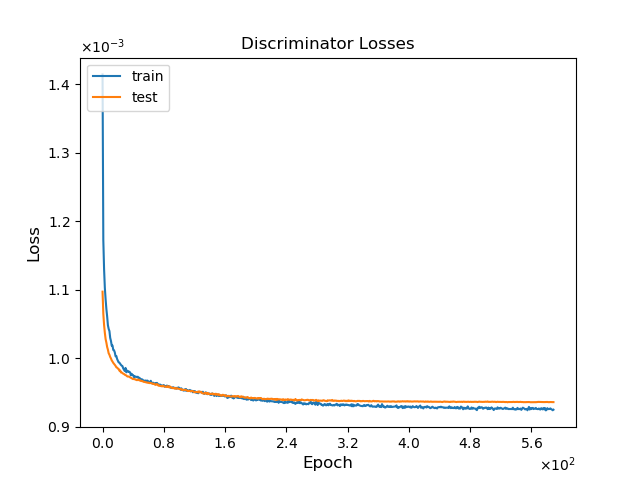 Discriminator Losses
×10⁻³
train
test
1.4
1.3
1.2
1.1
1.0
0.9
Loss
0.0 0.8 1.6 2.4 3.2 4.0 4.8 5.6
Epoch
×10²